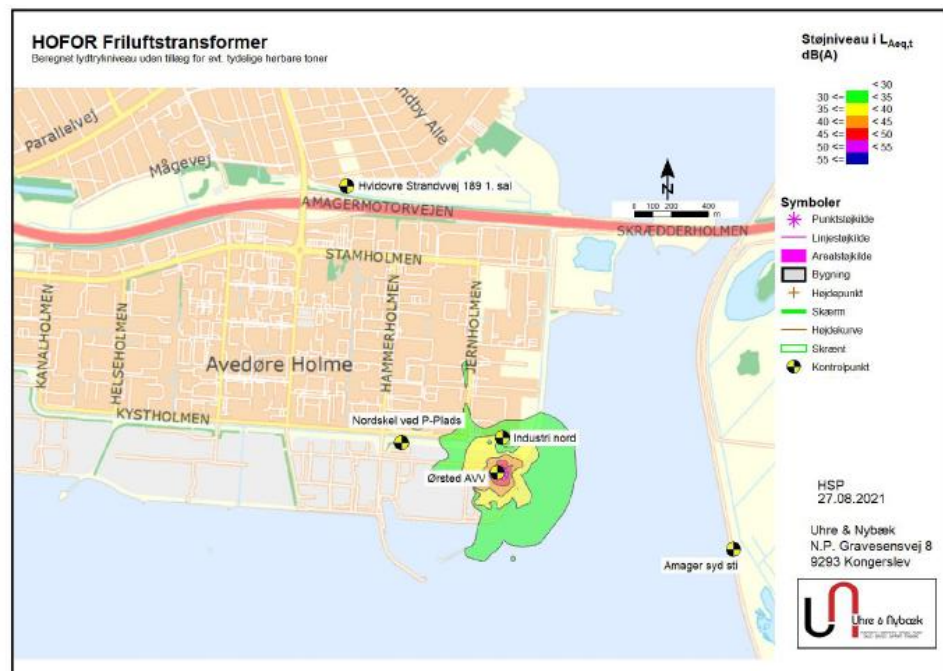 HOFOR Friluftstransformer
Beregnet lydtrykniveau uden tillæg for evt. tydelige hørbare toner
Støjniveau i LAeq,t
dB(A)
< 30
30 <= < 35
35 <= < 40
40 <= < 45
45 <= < 50
50 <= < 55
55 <=
Symboler
Punktstøjkilde
Linjestøjkilde
Arealstøjkilde
Bygning
Højdepunkt
Skærm
Højdekurve
Skrænt
Kontrolpunkt
Parallelvej
Mågevej
ndby Alle
Hvidovre Strandvvej 189 1. sal
AMAGERMOTORVEJEN
N
0 100 200 400
m
SKRÆDDERHOLMEN
STAMHOLMEN
KANALHOLMEN
HELSEHOLMEN
HAMMERHOLMEN
JERNHOLMEN
Avedøre Holme
KYSTHOLMEN
Nordskel ved P-Plads
Industri nord
Ørsted AVV
Amager syd sti
HSP
27.08.2021
Uhre & Nybæk
N.P. Gravesensvej 8
9293 Kongerslev
Uhre & Nybæk